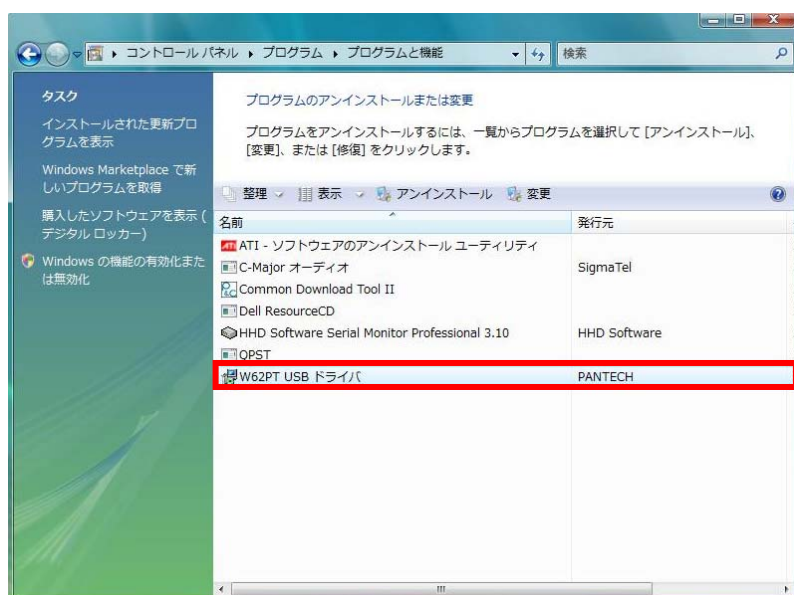 コントロール パネル ▸ プログラム ▸ プログラムと機能
検索
タスク
インストールされた更新プロ
グラムを表示
Windows Marketplace で新
しいプログラムを取得
購入したソフトウェアを表示 (
デジタル ロッカー)
Windows の機能の有効化また
は無効化
プログラムのアンインストールまたは変更
プログラムをアンインストールするには、一覧からプログラムを選択して [アンインストール]、
[変更]、または [修復] をクリックします。
整理 表示 アンインストール 変更
名前 発行元
ATI - ソフトウェアのアンインストール ユーティリティ
C-Major オーディオ SigmaTel
Common Download Tool II
Dell ResourceCD
HHD Software Serial Monitor Professional 3.10 HHD Software
QPST
W62PT USB ドライバ PANTECH